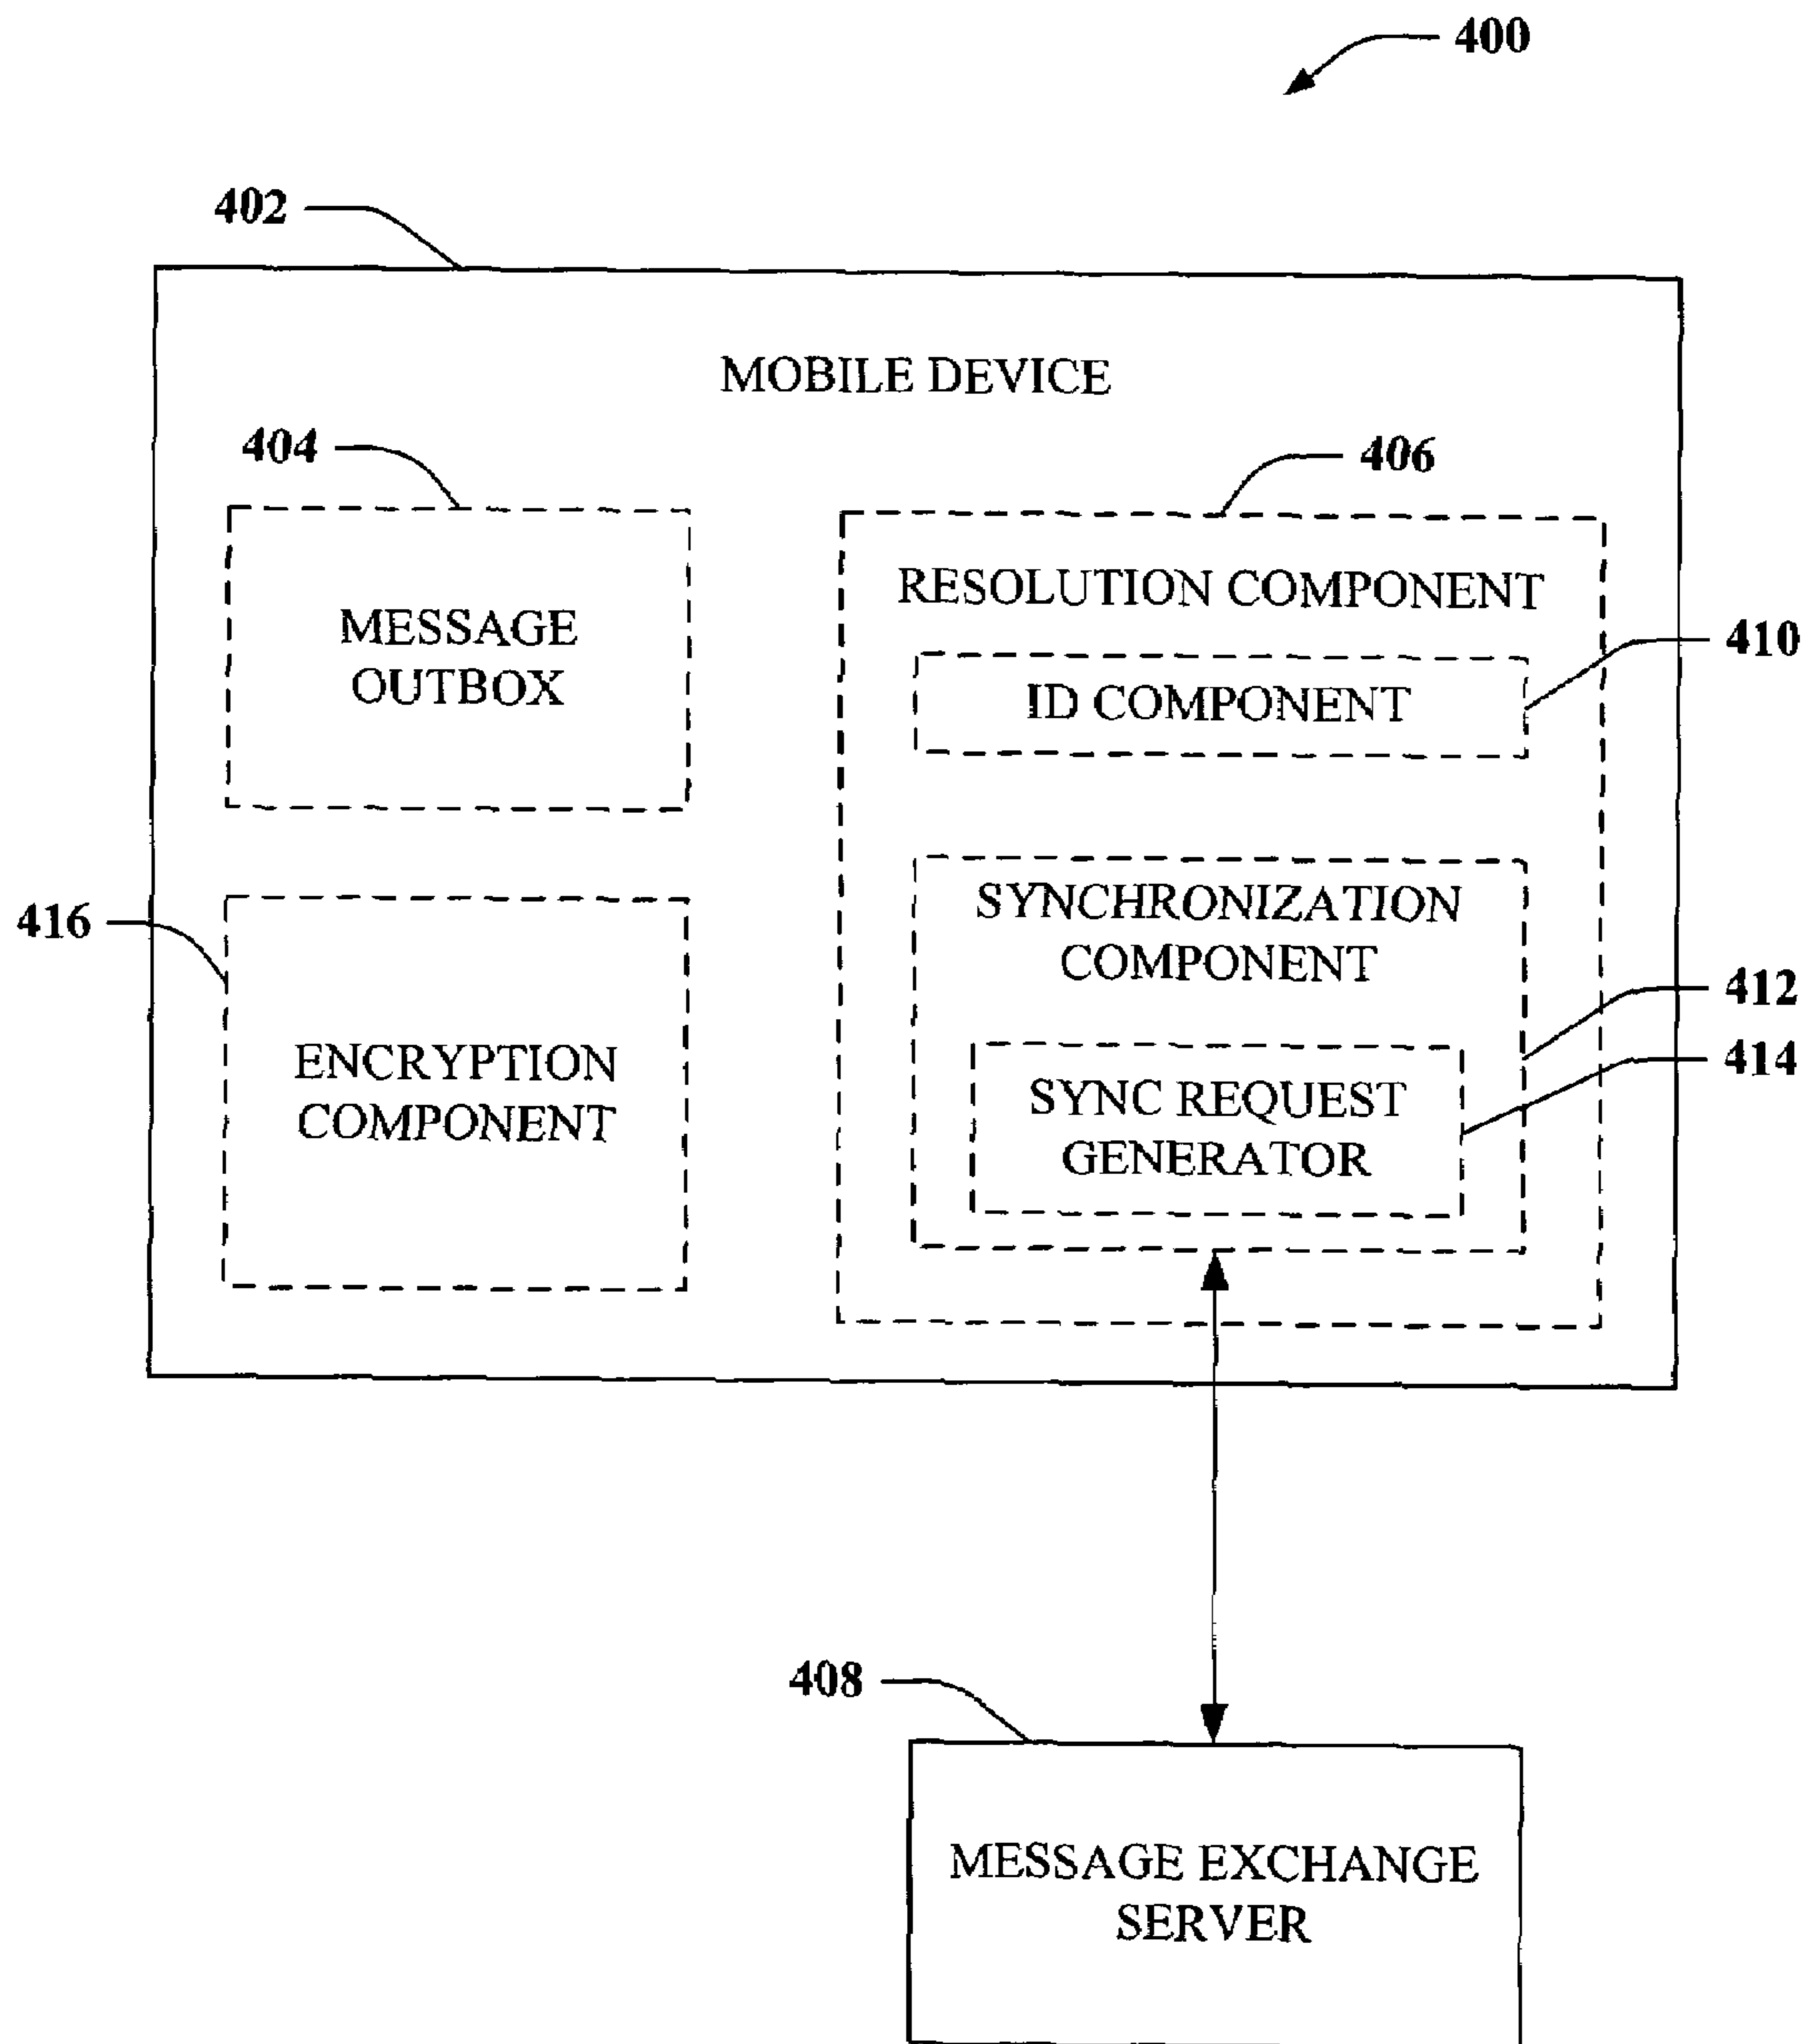 400
402
MOBILE DEVICE
404
406
MESSAGE
OUTBOX
RESOLUTION COMPONENT
410
ID COMPONENT
416
ENCRYPTION
COMPONENT
SYNCHRONIZATION
COMPONENT
412
414
SYNC REQUEST
GENERATOR
408
MESSAGE EXCHANGE
SERVER